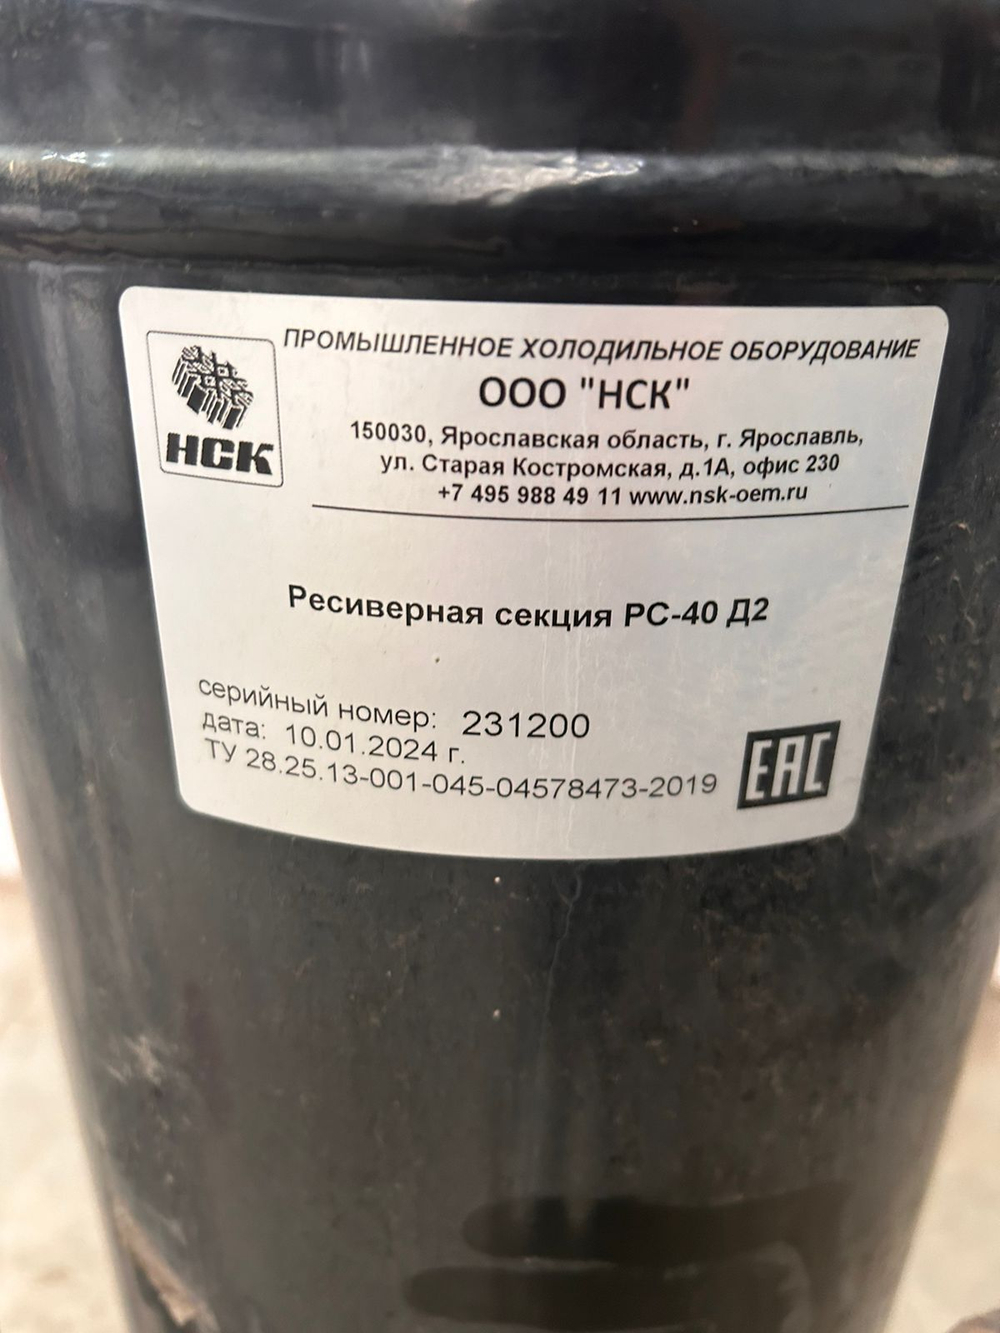 ПРОМЫШЛЕННОЕ ХОЛОДИЛЬНОЕ ОБОРУДОВАНИЕ
ООО "НСК"
НСК
150030, Ярославская область, г. Ярославль,
ул. Старая Костромская, д.1А, офис 230
+7 495 988 49 11 www.nsk-oem.ru
Ресиверная секция РС-40 Д2
серийный номер: 231200
дата: 10.01.2024 г.
ТУ 28.25.13-001-045-04578473-2019
EAC